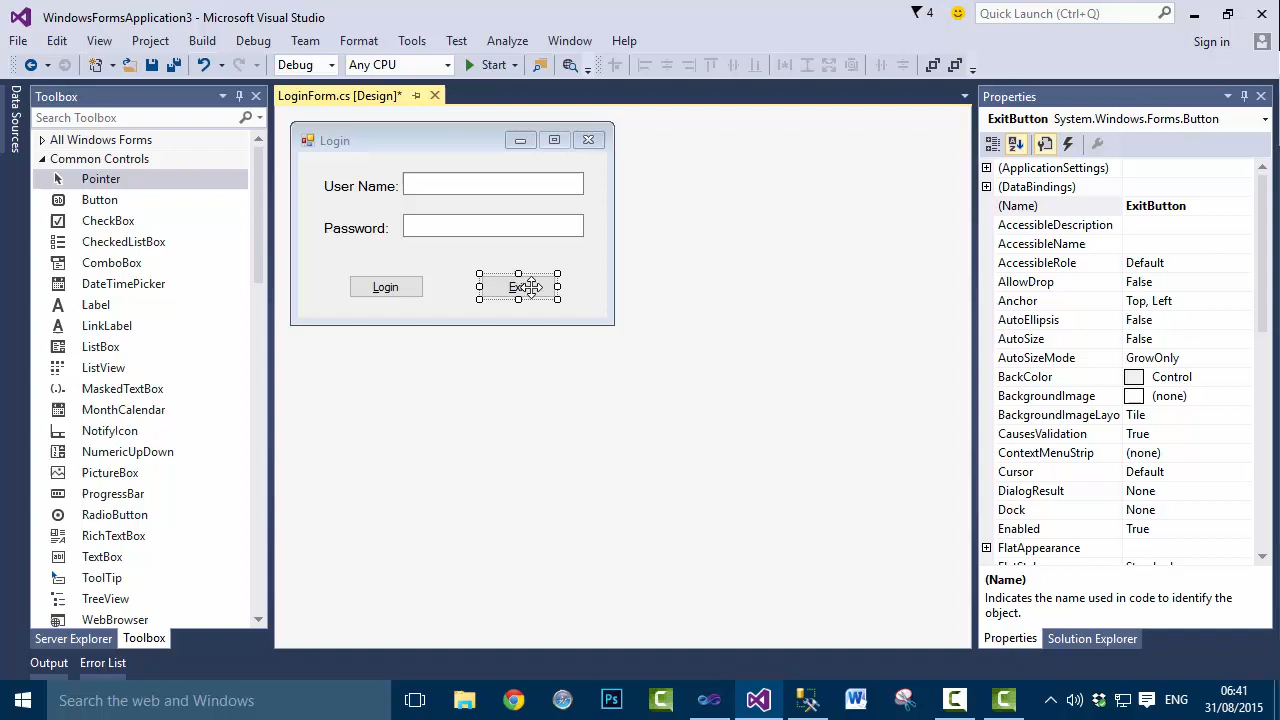 WindowsFormsApplication3 - Microsoft Visual Studio
4
Quick Launch (Ctrl+Q)
File Edit View Project Build Debug Team Format Tools Test Analyze Window Help
Sign in
Debug
Any CPU
Start
Data Sources
Toolbox
Search Toolbox
All Windows Forms
Common Controls
Pointer
Button
CheckBox
CheckedListBox
ComboBox
DateTimePicker
Label
LinkLabel
ListBox
ListView
MaskedTextBox
MonthCalendar
NotifyIcon
NumericUpDown
PictureBox
ProgressBar
RadioButton
RichTextBox
TextBox
ToolTip
TreeView
WebBrowser
Server Explorer Toolbox
Output Error List
LoginForm.cs [Design]*
Login
User Name:
Password:
Login
Properties
ExitButton System.Windows.Forms.Button
(ApplicationSettings)
(DataBindings)
(Name) ExitButton
AccessibleDescription
AccessibleName
AccessibleRole Default
AllowDrop False
Anchor Top, Left
AutoEllipsis False
AutoSize False
AutoSizeMode GrowOnly
BackColor Control
BackgroundImage (none)
BackgroundImageLayo Tile
CausesValidation True
ContextMenuStrip (none)
Cursor Default
DialogResult None
Dock None
Enabled True
FlatAppearance
(Name)
Indicates the name used in code to identify the
object.
Properties Solution Explorer
Search the web and Windows
ENG
06:41
31/08/2015